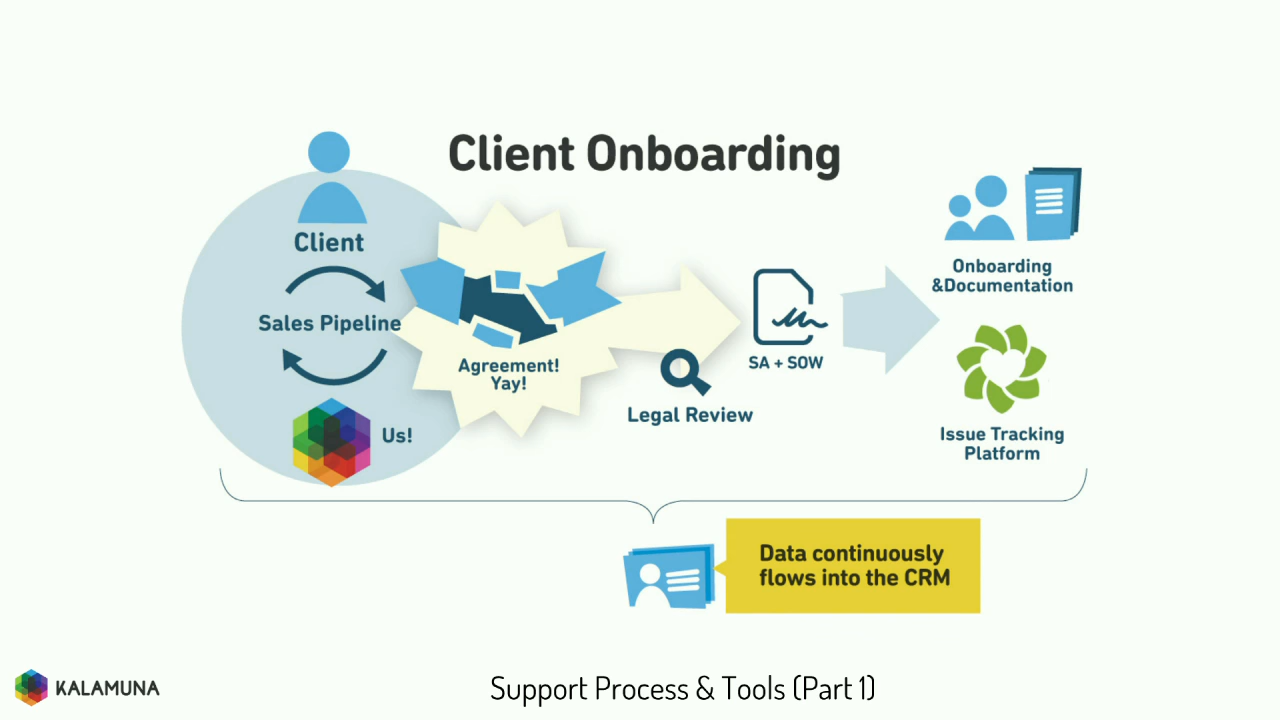 Client Onboarding
Client
Sales Pipeline
Us!
Agreement!
Yay!
Legal Review
SA + SOW
Onboarding
&Documentation
Issue Tracking
Platform
Data continuously
flows into the CRM
KALAMUNA
Support Process & Tools (Part 1)